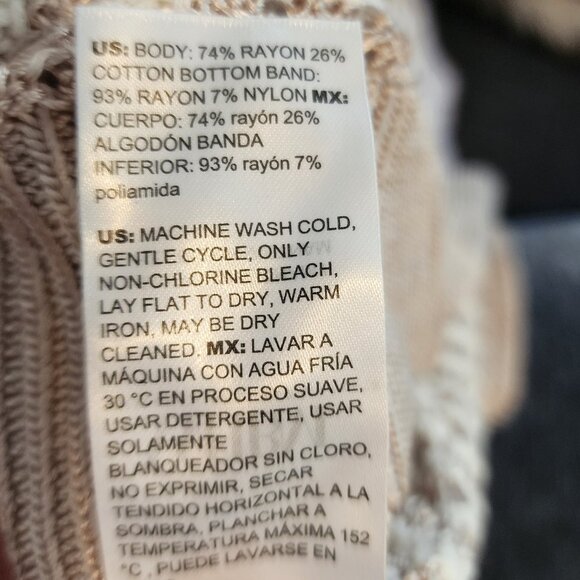 US: BODY: 74% RAYON 26%
COTTON BOTTOM BAND:
93% RAYON 7% NYLON MX:
CUERPO: 74% rayón 26%
ALGODÓN BANDA
INFERIOR: 93% rayón 7%
poliamida
US: MACHINE WASH COLD,
GENTLE CYCLE, ONLY
NON-CHLORINE BLEACH,
LAY FLAT TO DRY, WARM
IRON, MAY BE DRY
CLEANED. MX: LAVAR A
MÁQUINA CON AGUA FRÍA
30 °C EN PROCESO SUAVE,
USAR DETERGENTE, USAR
SOLAMENTE
BLANQUEADOR SIN CLORO,
NO EXPRIMIR, SECAR
TENDIDO HORIZONTAL A LA
SOMBRA, PLANCHAR A
TEMPERATURA MÁXIMA 152
°C , PUEDE LAVARSE EN